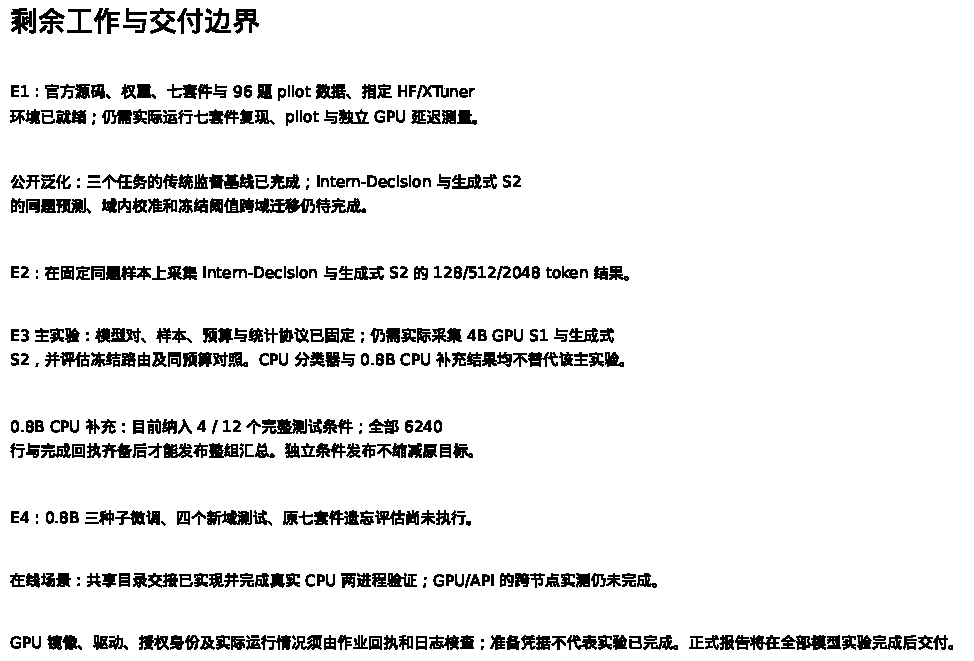 剩余工作与交付边界
E1：官方源码、权重、七套件与 96 题 pilot 数据、指定 HF/XTuner
环境已就绪；仍需实际运行七套件复现、pilot 与独立 GPU 延迟测量。
公开泛化：三个任务的传统监督基线已完成；Intern-Decision 与生成式 S2
的同题预测、域内校准和冻结阈值跨域迁移仍待完成。
E2：在固定同题样本上采集 Intern-Decision 与生成式 S2 的 128/512/2048 token 结果。
E3 主实验：模型对、样本、预算与统计协议已固定；仍需实际采集 4B GPU S1 与生成式
S2，并评估冻结路由及同预算对照。CPU 分类器与 0.8B CPU 补充结果均不替代该主实验。
0.8B CPU 补充：目前纳入 4 / 12 个完整测试条件；全部 6240
行与完成回执齐备后才能发布整组汇总。独立条件发布不缩减原目标。
E4：0.8B 三种子微调、四个新域测试、原七套件遗忘评估尚未执行。
在线场景：共享目录交接已实现并完成真实 CPU 两进程验证；GPU/API 的跨节点实测仍未完成。
GPU 镜像、驱动、授权身份及实际运行情况须由作业回执和日志核查；准备凭据不代表实验已完成。正式报告将在全部模型实验完成后交付。